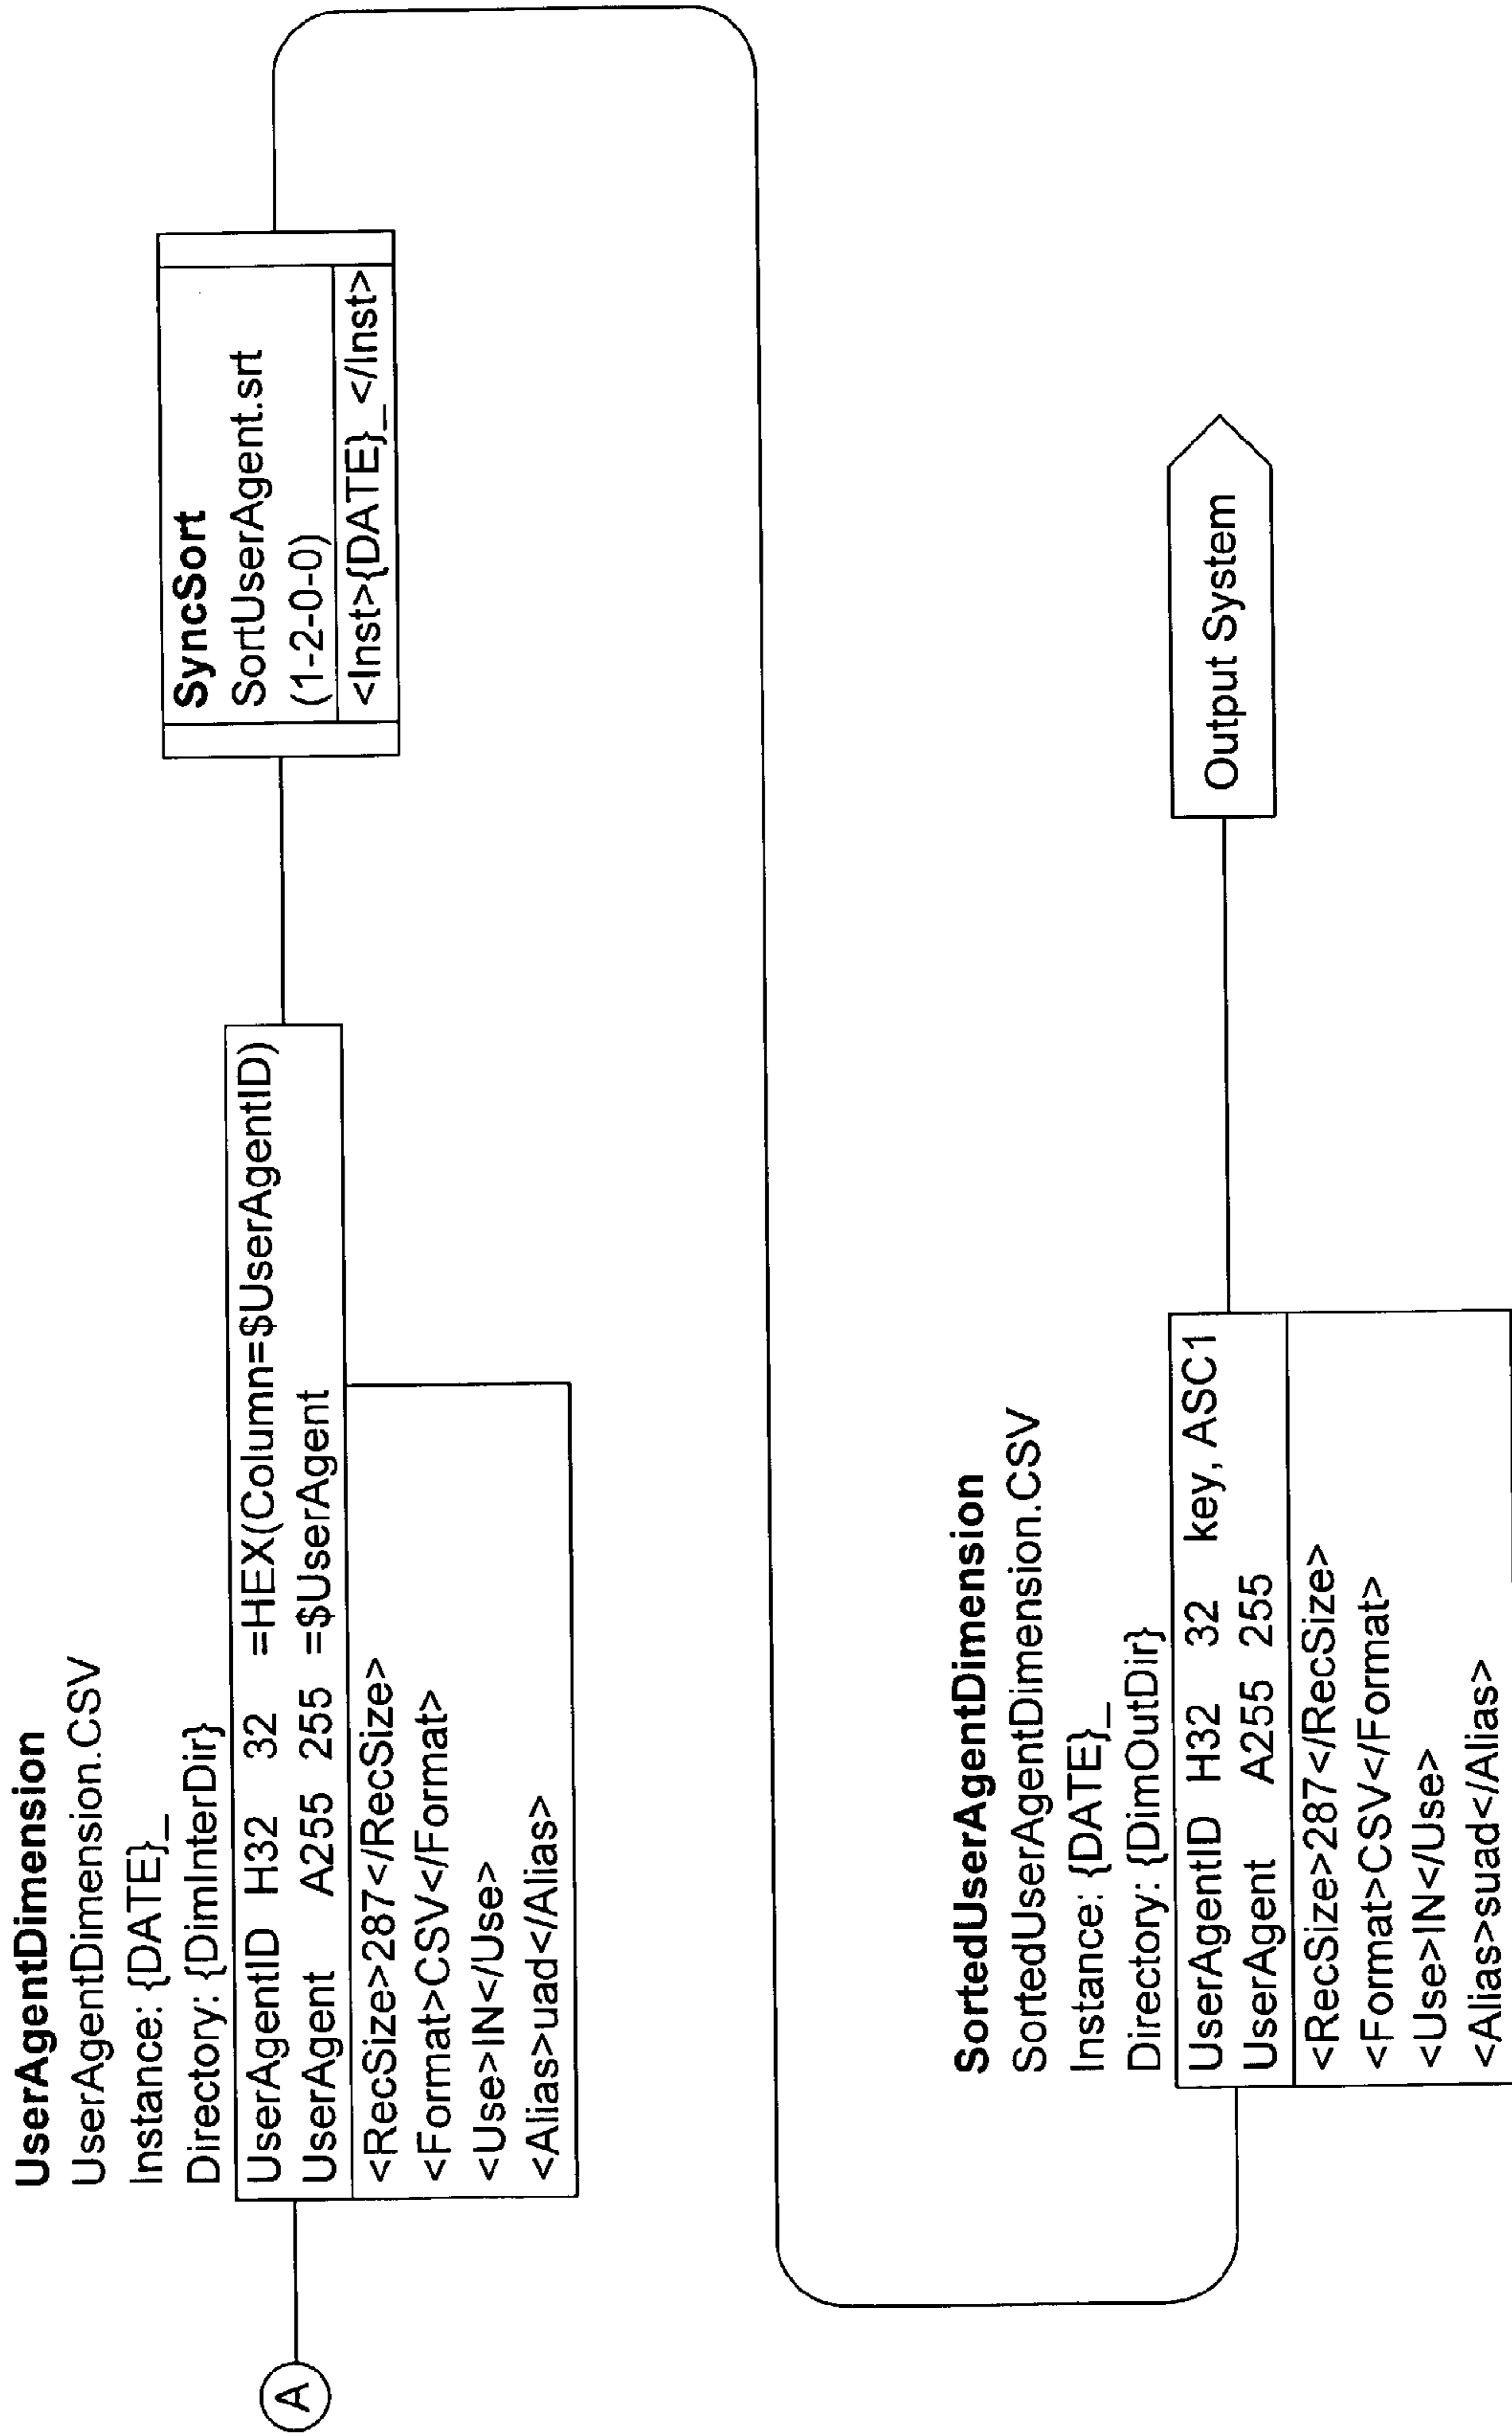 UserAgentDimension
UserAgentDimension.CSV
Instance: {DATE}_
Directory: {DimInterDir}
UserAgentID H32 32 =HEX(Column=$UserAgentID)
UserAgent A255 255 =$UserAgent
<RecSize>287</RecSize>
<Format>CSV</Format>
<Use>IN</Use>
<Alias>uad</Alias>
A
SyncSort
SortUserAgent.srt
(1-2-0-0)
<Inst>{DATE}_</Inst>
SortedUserAgentDimension
SortedUserAgentDimension.CSV
Instance: {DATE}_
Directory: {DimOutDir}
UserAgentID H32 32 key, ASC1
UserAgent A255 255
<RecSize>287</RecSize>
<Format>CSV</Format>
<Use>IN</Use>
<Alias>suad</Alias>
Output System